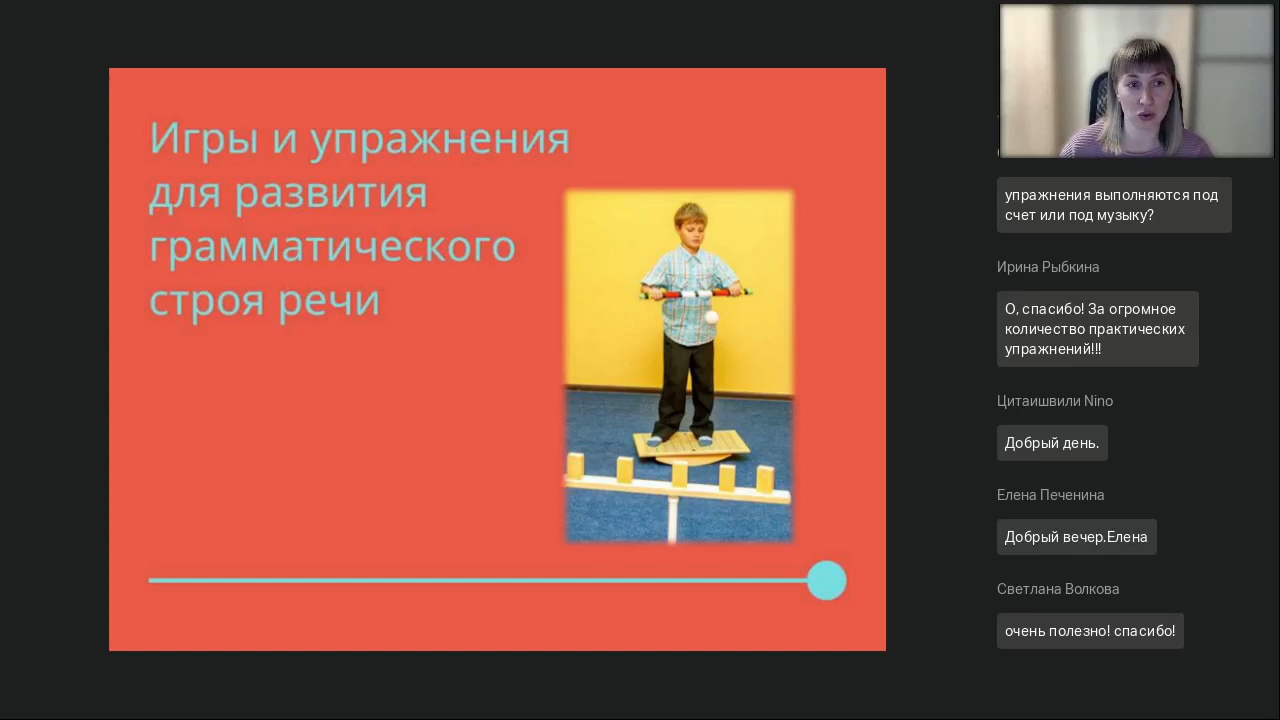 Игры и упражнения
для развития
грамматического
строя речи
упражнения выполняются под
счет или под музыку?
Ирина Рыбкина
О, спасибо! За огромное
количество практических
упражнений!!!
Цитаишвили Nino
Добрый день.
Елена Печенина
Добрый вечер.Елена
Светлана Волкова
очень полезно! спасибо!